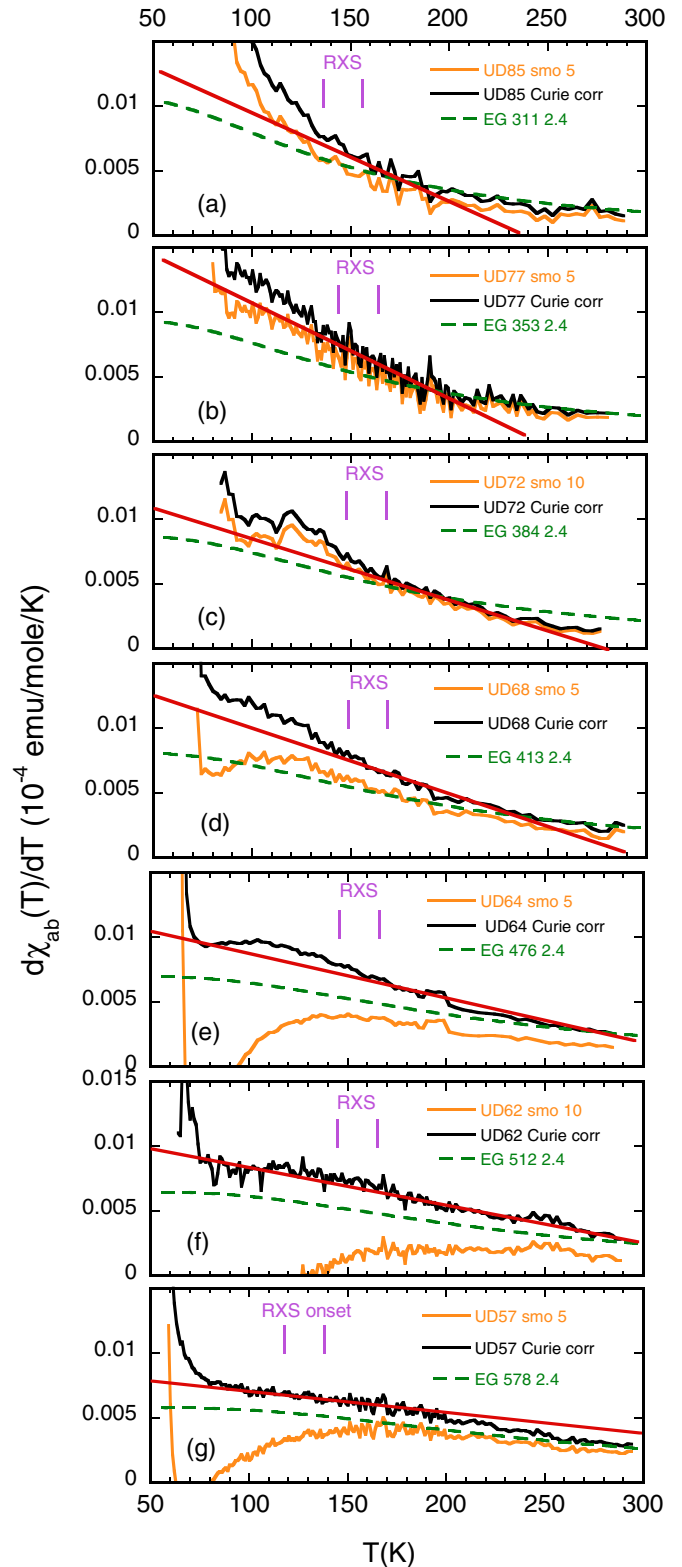 50 100 150 200 250 300
dχab(T)/dT (10-4 emu/mole/K)
RXS
UD85 smo 5
UD85 Curie corr
EG 311 2.4
0.01
0.005
0
(a)
RXS
UD77 smo 5
UD77 Curie corr
EG 353 2.4
0.01
0.005
0
(b)
RXS
UD72 smo 10
UD72 Curie corr
EG 384 2.4
0.01
0.005
0
(c)
RXS
UD68 smo 5
UD68 Curie corr
EG 413 2.4
0.01
0.005
0
(d)
RXS
UD64 smo 5
UD64 Curie corr
EG 476 2.4
0.01
0.005
0
(e)
0.015
RXS
UD62 smo 10
UD62 Curie corr
EG 512 2.4
0.01
0.005
0
(f)
RXS onset
UD57 smo 5
UD57 Curie corr
EG 578 2.4
0.01
0.005
0
(g)
50 100 150 200 250 300
T(K)